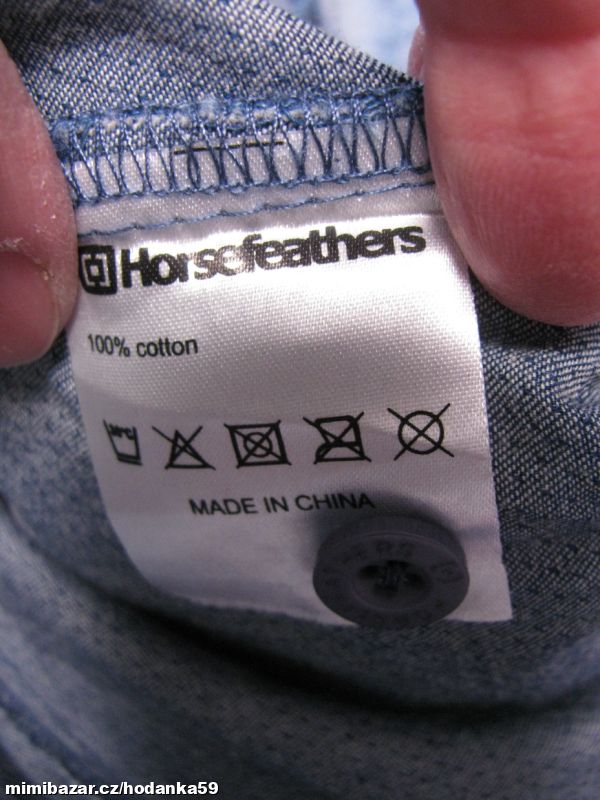 Horsefeathers
100% cotton
MADE IN CHINA
mimibazar.cz/hodanka59